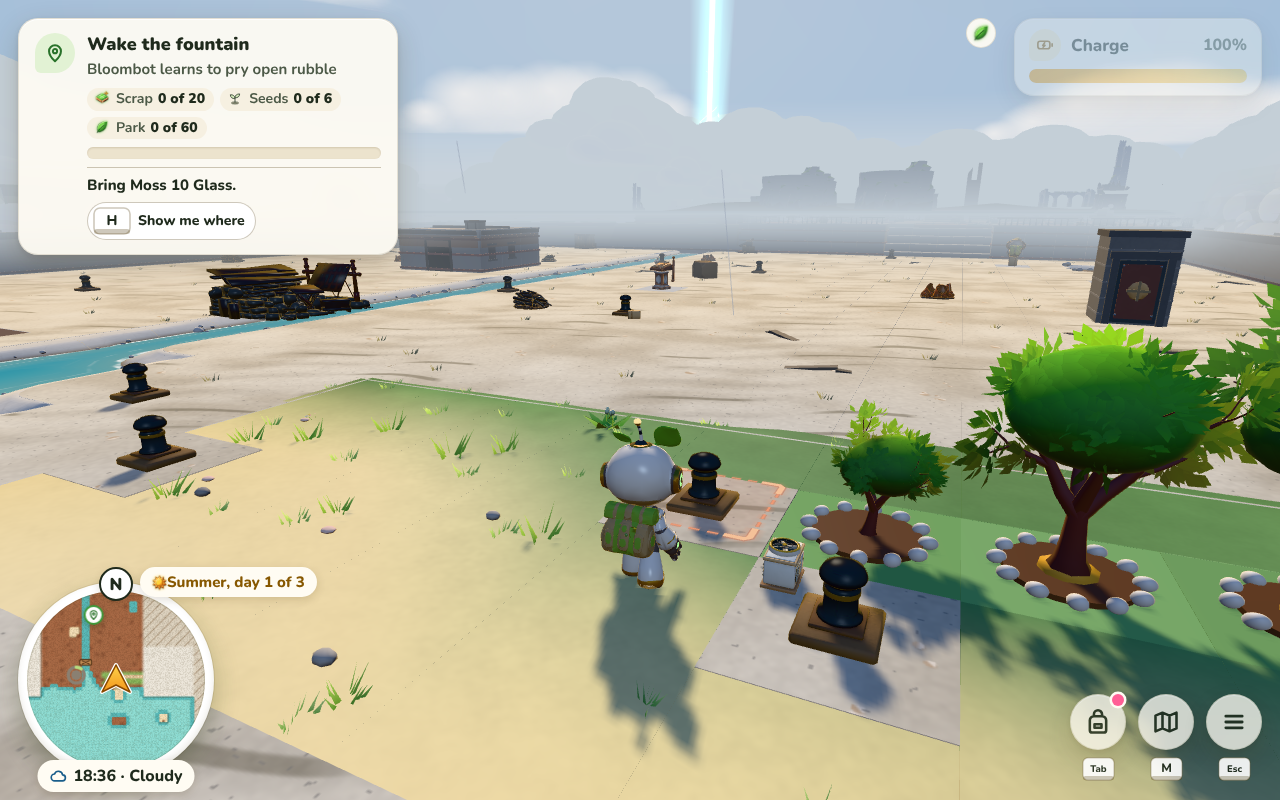 Wake the fountain
Bloombot learns to pry open rubble
Scrap 0 of 20 Seeds 0 of 6
Park 0 of 60
Bring Moss 10 Glass.
H Show me where
Charge 100%
N
Summer, day 1 of 3
18:36 · Cloudy
Tab M Esc